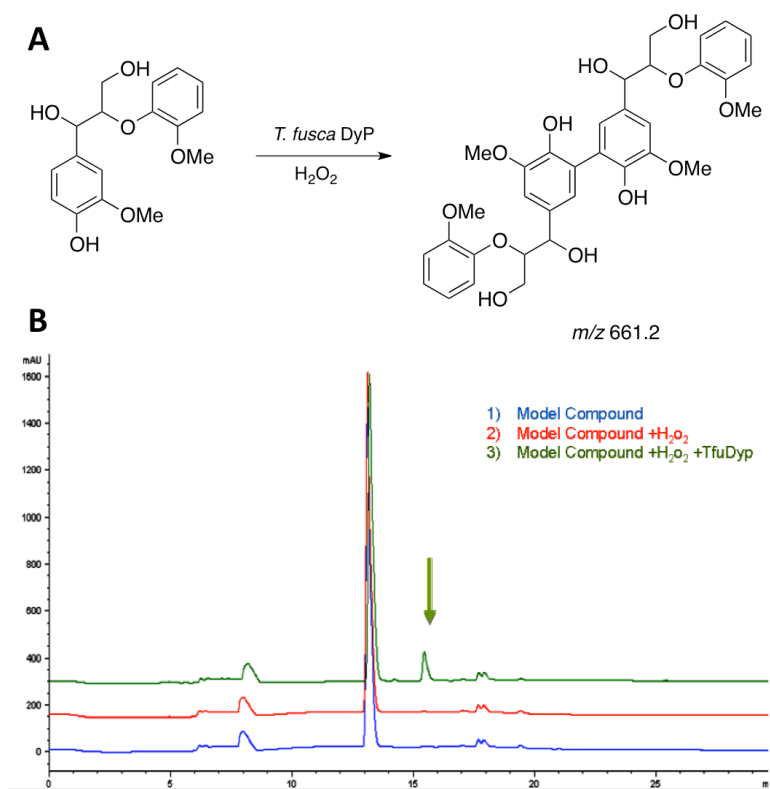 A
OH
HO
O
OMe
OMe
OH
T. fusca DyP
H₂O₂
OH
HO
O
OMe
OH
MeO
OMe
OH
OMe
O
OH
HO
m/z 661.2
B
mAU
1600
1400
1200
1000
800
600
400
200
0
1) Model Compound
2) Model Compound +H₂o₂
3) Model Compound +H₂o₂ +TfuDyp
0 5 10 15 20 25 m